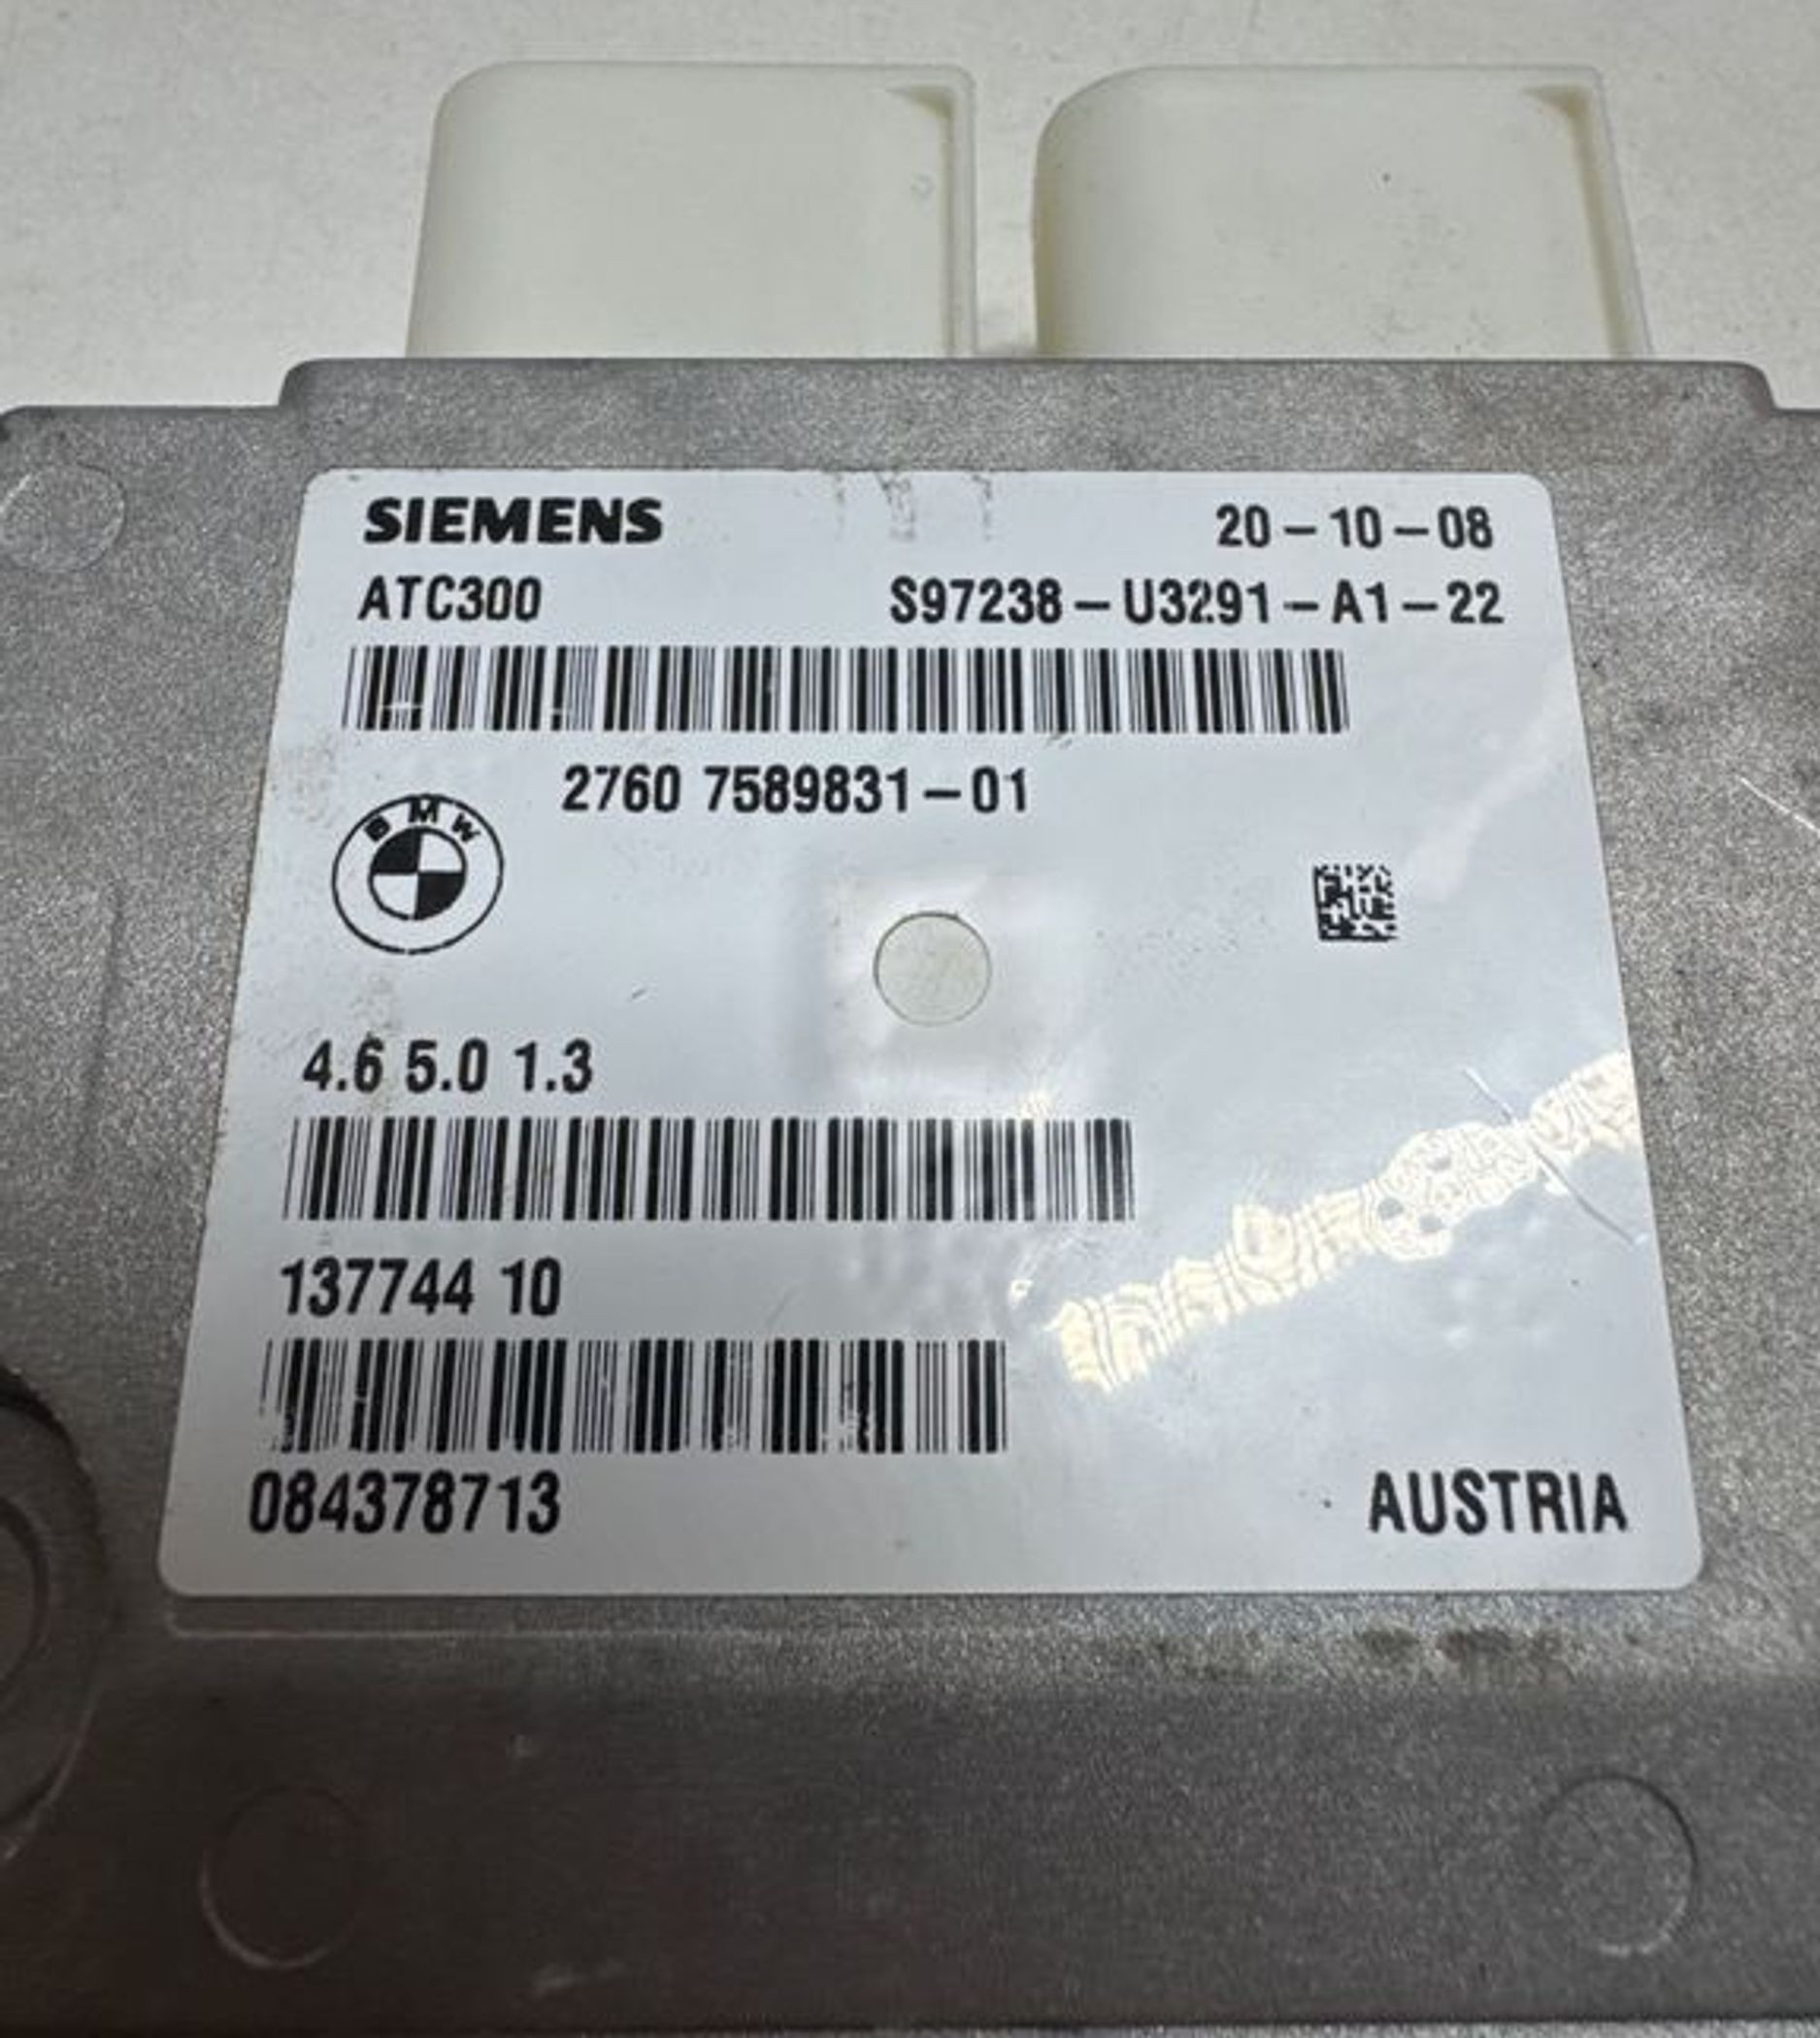 SIEMENS 20-10-08
ATC300 S97238-U3291-A1-22
2760 7589831-01
BMW
4.6 5.0 1.3
137744 10
084378713 AUSTRIA